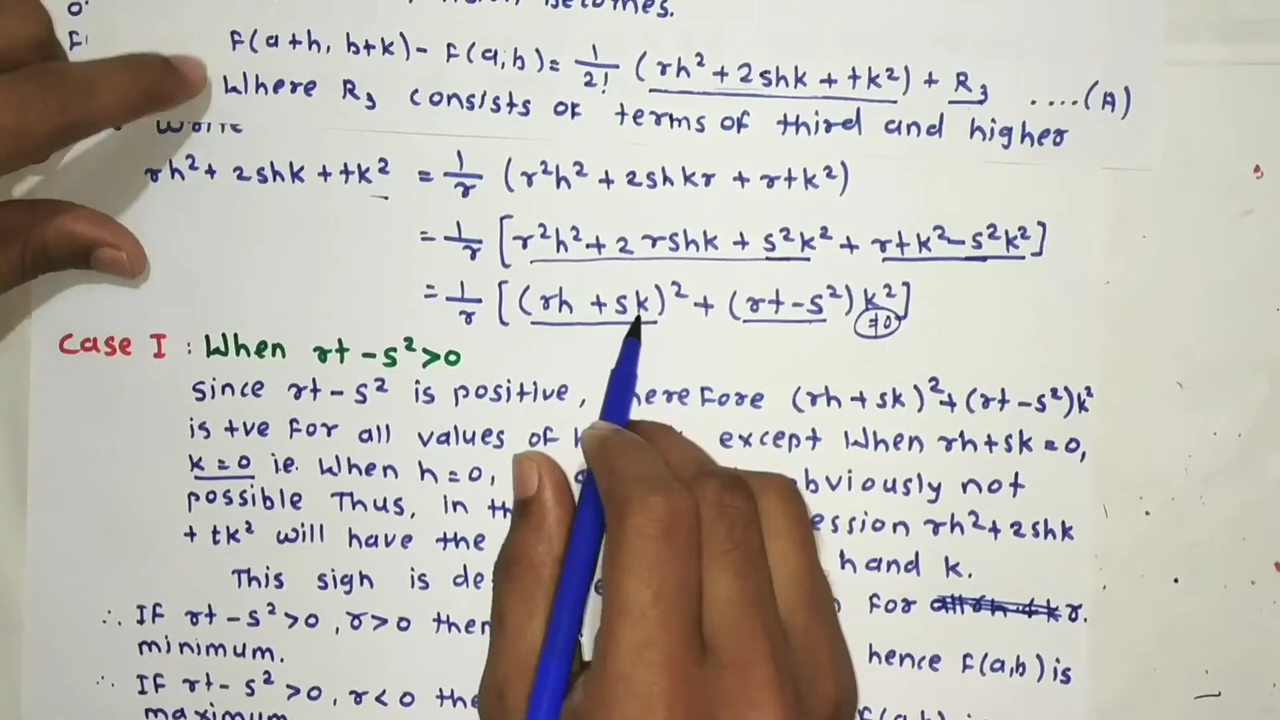 becomes.
F(a+h, b+k) - F(a,b) = 1/2! (rh² + 2shk + tk²) + R₃ ....(A)
Where R₃ consists of terms of third and higher
write
rh² + 2shk + tk² = 1/r (r²h² + 2shkr + rtk²)
= 1/r [r²h² + 2rshk + s²k² + rtk² - s²k²]
= 1/r [(rh + sk)² + (rt - s²) k²]
≠0
Case I : When rt - s² > 0
Since rt - s² is positive, therefore (rh + sk)² + (rt - s²)k²
is +ve for all values of except when rh + sk = 0,
k = 0 ie. when h = 0, obviously not
possible Thus, in rh² + 2shk
+ tk² will have the h and k.
This sigh is for r.
∴ If rt - s² > 0, r > 0 then hence F(a,b) is
minimum.
∴ If rt - s² > 0, r < 0 the
maximum